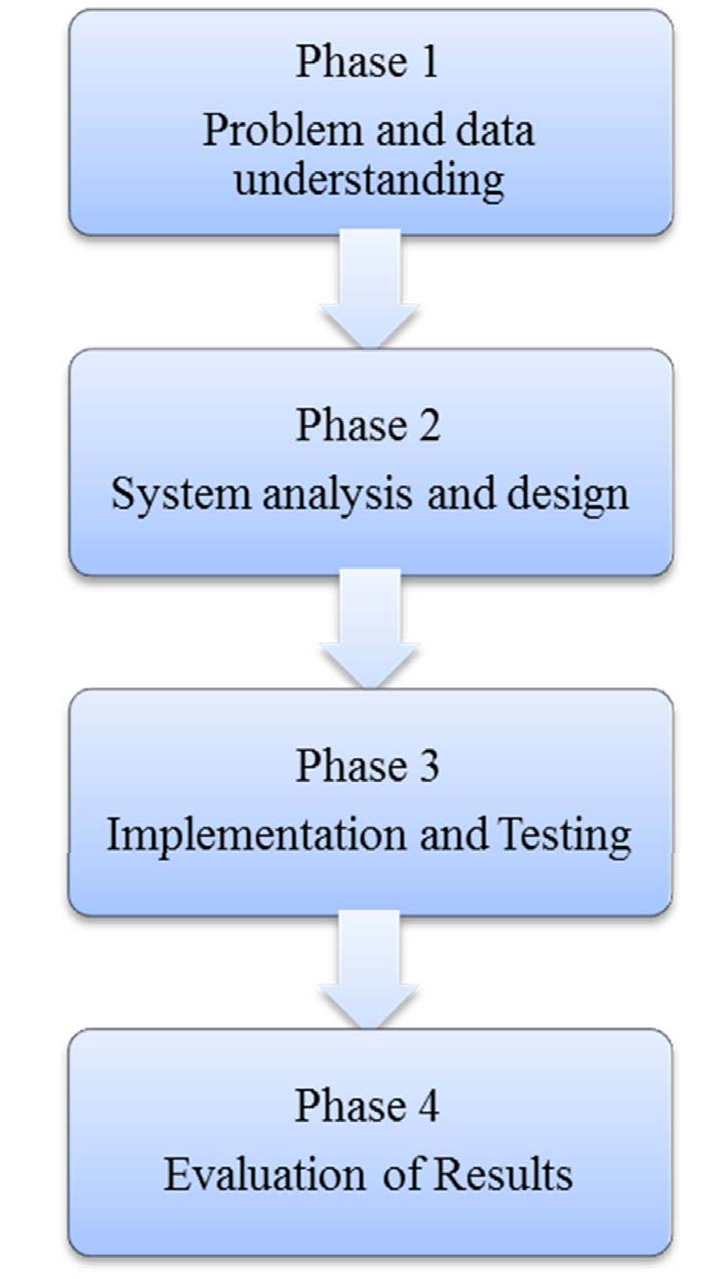 Phase 1
Problem and data
understanding
Phase 2
System analysis and design
Phase 3
Implementation and Testing
Phase 4
Evaluation of Results